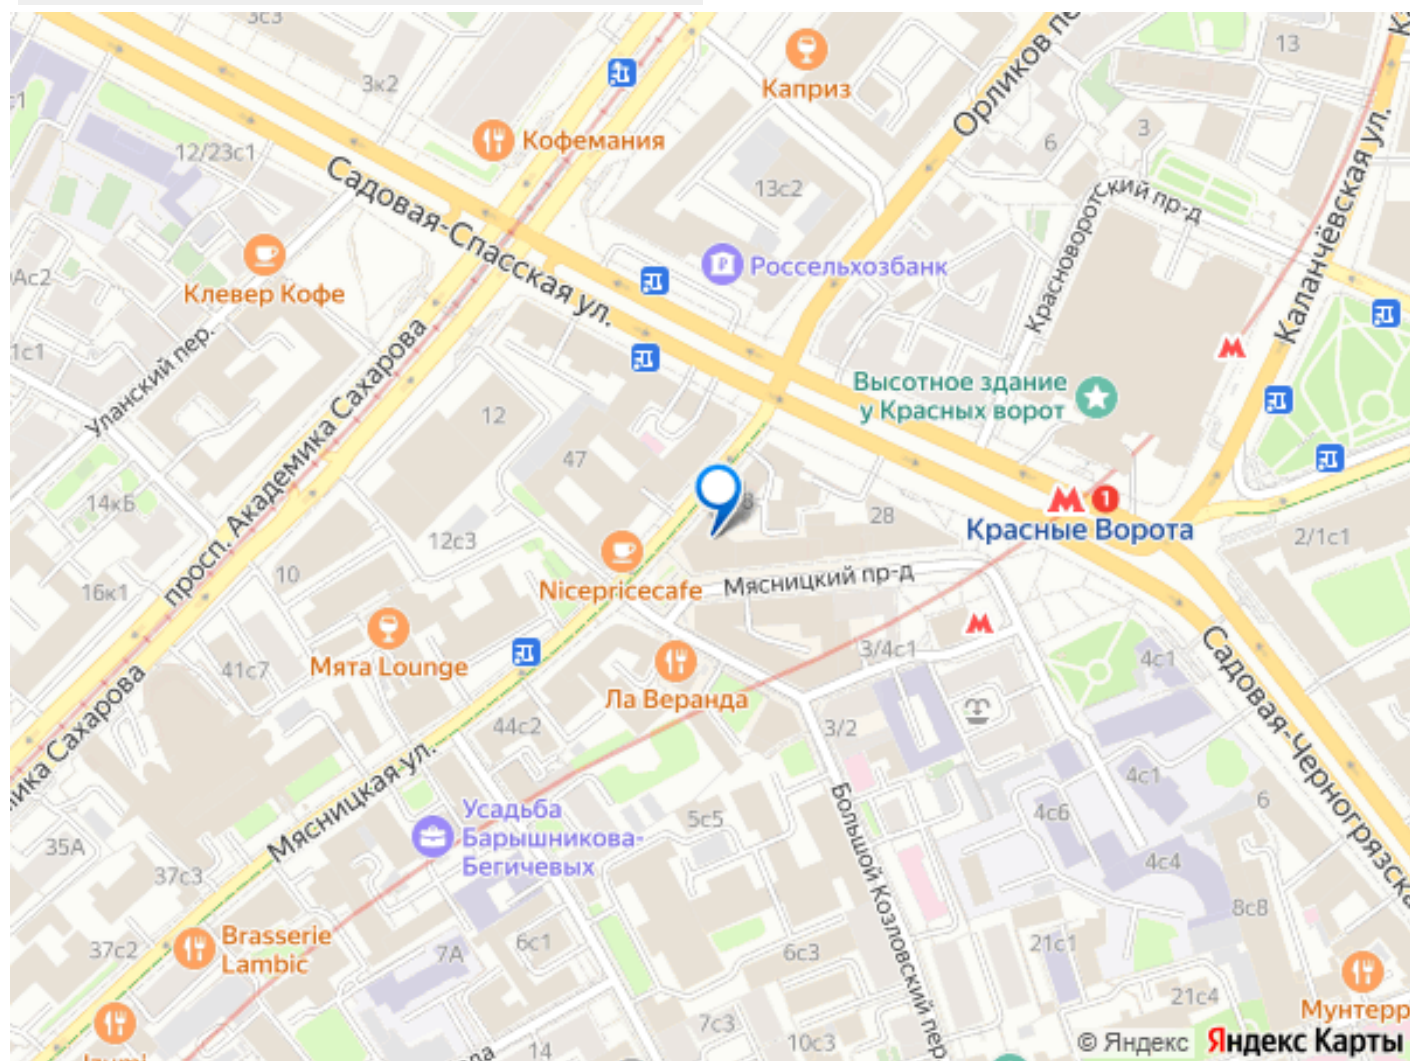 3с3
3к2
Каприз
Орликов пе
13
Кофемания
12/23с1
6
3
13с2
Садовая-Спасская ул.
Красноворотский пр-д
Каланчёвская ул.
Россельхозбанк
Клевер Кофе
Ас2
1с1
Уланский пер.
просп. Академика Сахарова
Высотное здание
у Красных ворот
12
47
14кБ
28
Красные Ворота
2/1с1
12с3
10
16к1
Nicepricecafe
Мясницкий пр-д
Мята Lounge
41с7
3/4с1
4с1
Ла Веранда
44с2
3/2
ика Сахарова
Мясницкая ул.
Садовая-Черногрязска
4с1
Усадьба
Барышникова-
Бегичевых
5с5
4с6
6
35А
37с3
4с4
Большой Козловский пер
8с8
Brasserie
Lambic
37с2
7А
6с1
6с3
21с1
21с4
Мунтерр
7с3
10с3
14
1
© Яндекс Яндекс Карты